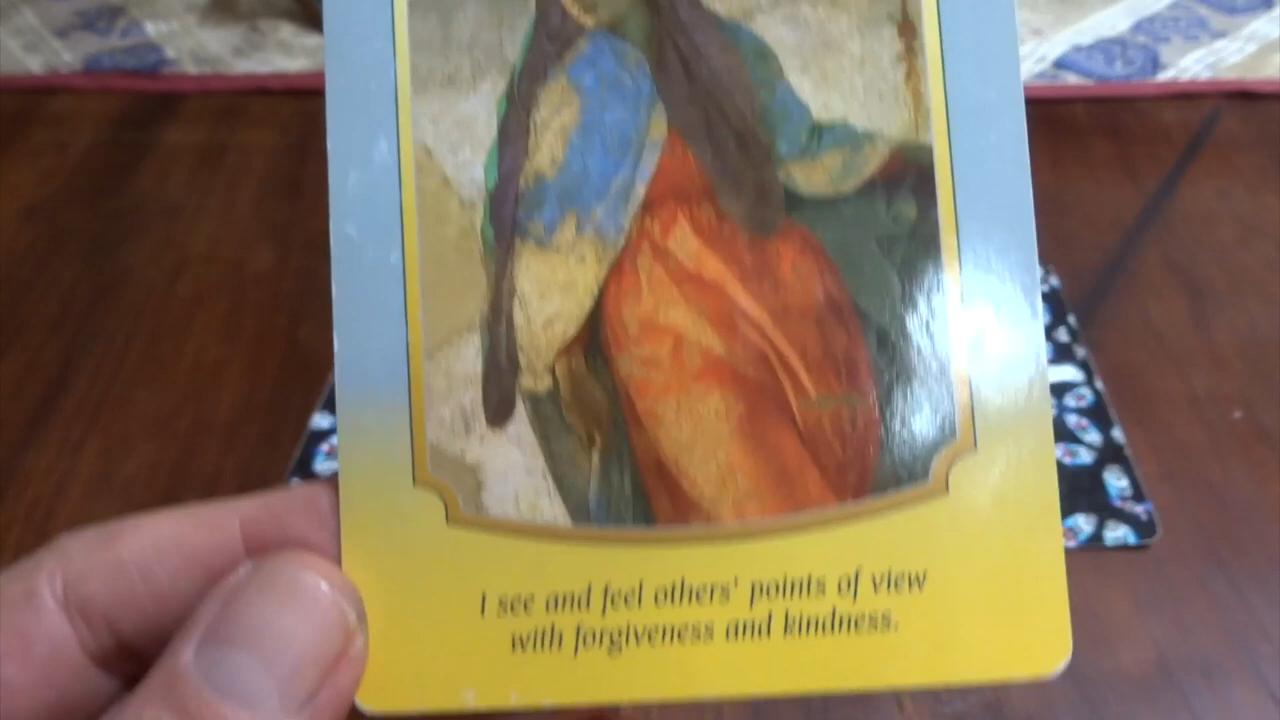 I see and feel others' points of view
with forgiveness and kindness.